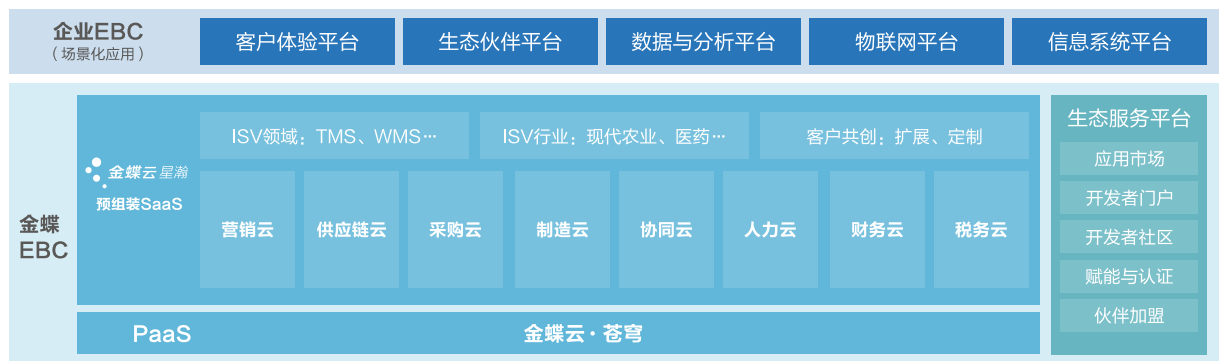 企业EBC
（场景化应用）
客户体验平台
生态伙伴平台
数据与分析平台
物联网平台
信息系统平台
金蝶
EBC
金蝶云星瀚
预组装SaaS
ISV领域：TMS、WMS…
ISV行业：现代农业、医药…
客户共创：扩展、定制
营销云
供应链云
采购云
制造云
协同云
人力云
财务云
税务云
PaaS
金蝶云·苍穹
生态服务平台
应用市场
开发者门户
开发者社区
赋能与认证
伙伴加盟